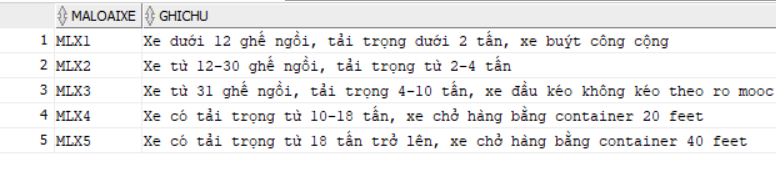 MALOAIXE GHICHU
1 MLX1 Xe dưới 12 ghế ngồi, tải trọng dưới 2 tấn, xe buýt công cộng
2 MLX2 Xe từ 12-30 ghế ngồi, tải trọng từ 2-4 tấn
3 MLX3 Xe từ 31 ghế ngồi, tải trọng 4-10 tấn, xe đầu kéo không kéo theo rơ mooc
4 MLX4 Xe có tải trọng từ 10-18 tấn, xe chở hàng bằng container 20 feet
5 MLX5 Xe có tải trọng từ 18 tấn trở lên, xe chở hàng bằng container 40 feet